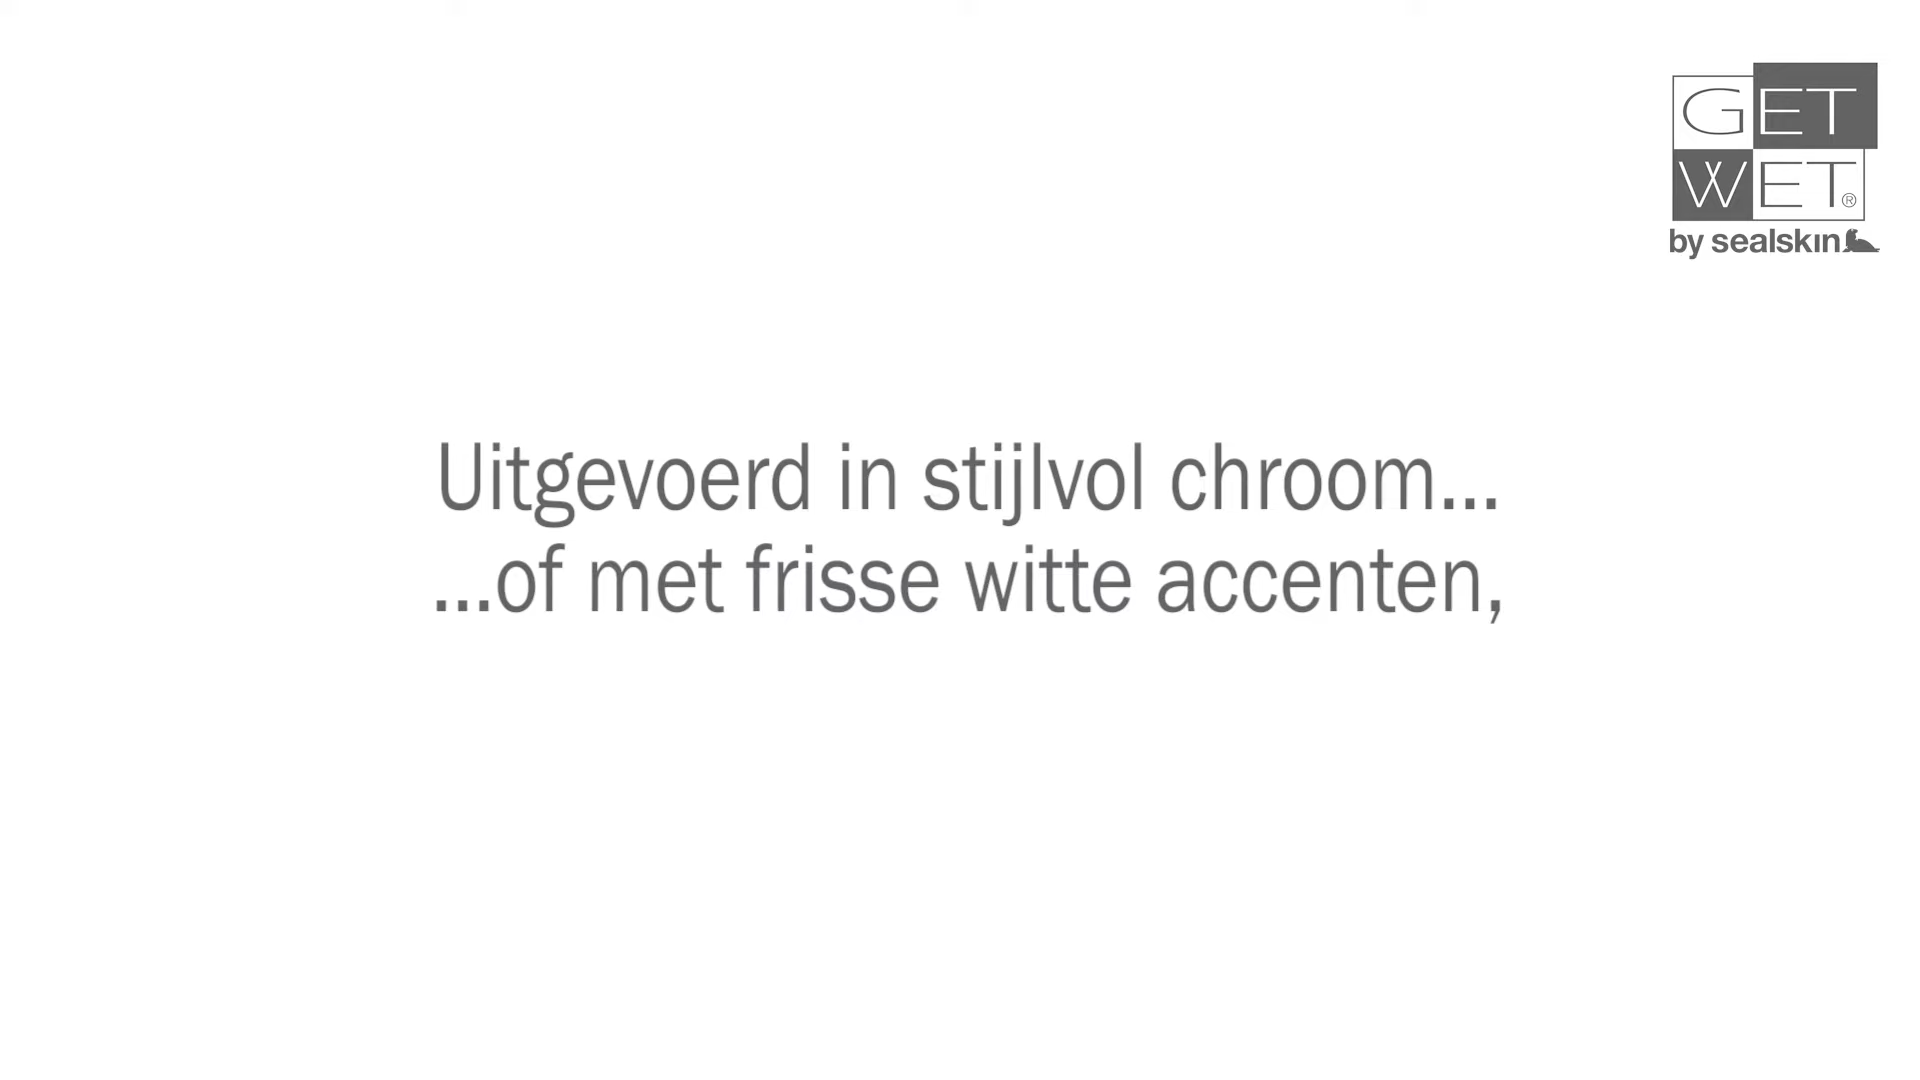 GET
WET®
by sealskin
Uitgevoerd in stijlvol chroom...
...of met frisse witte accenten,